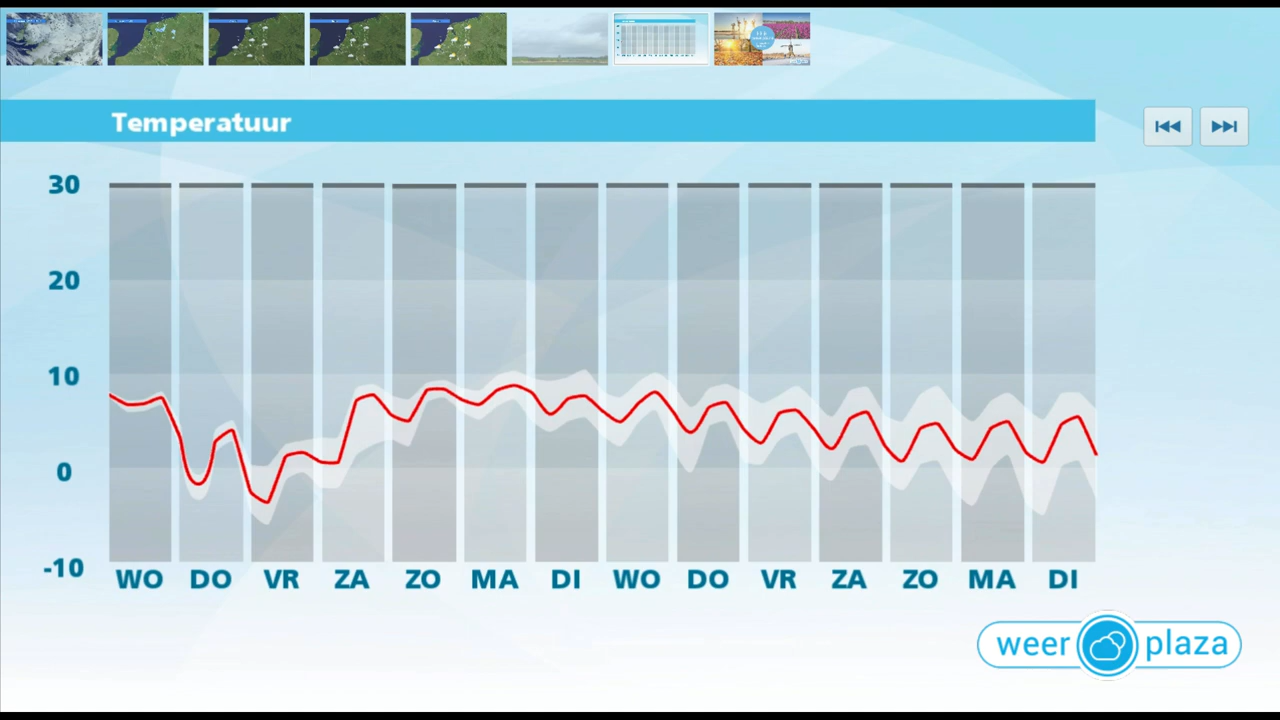 Temperatuur
30
20
10
0
-10
WO DO VR ZA ZO MA DI WO DO VR ZA ZO MA DI
weer plaza